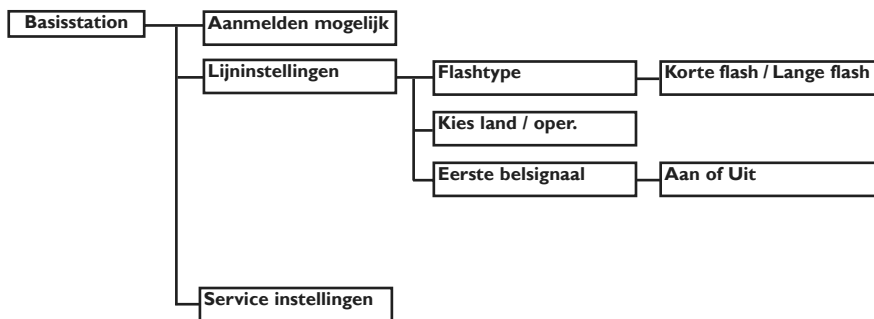 Basisstation
Aanmelden mogelijk
Lijninstellingen
Flashtype
Korte flash / Lange flash
Kies land / oper.
Eerste belsignaal
Aan of Uit
Service instellingen